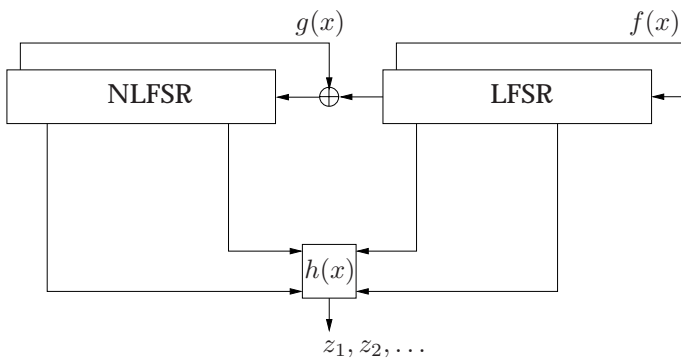 g(x) f(x)
NLFSR LFSR
h(x)
z₁, z₂, . . .